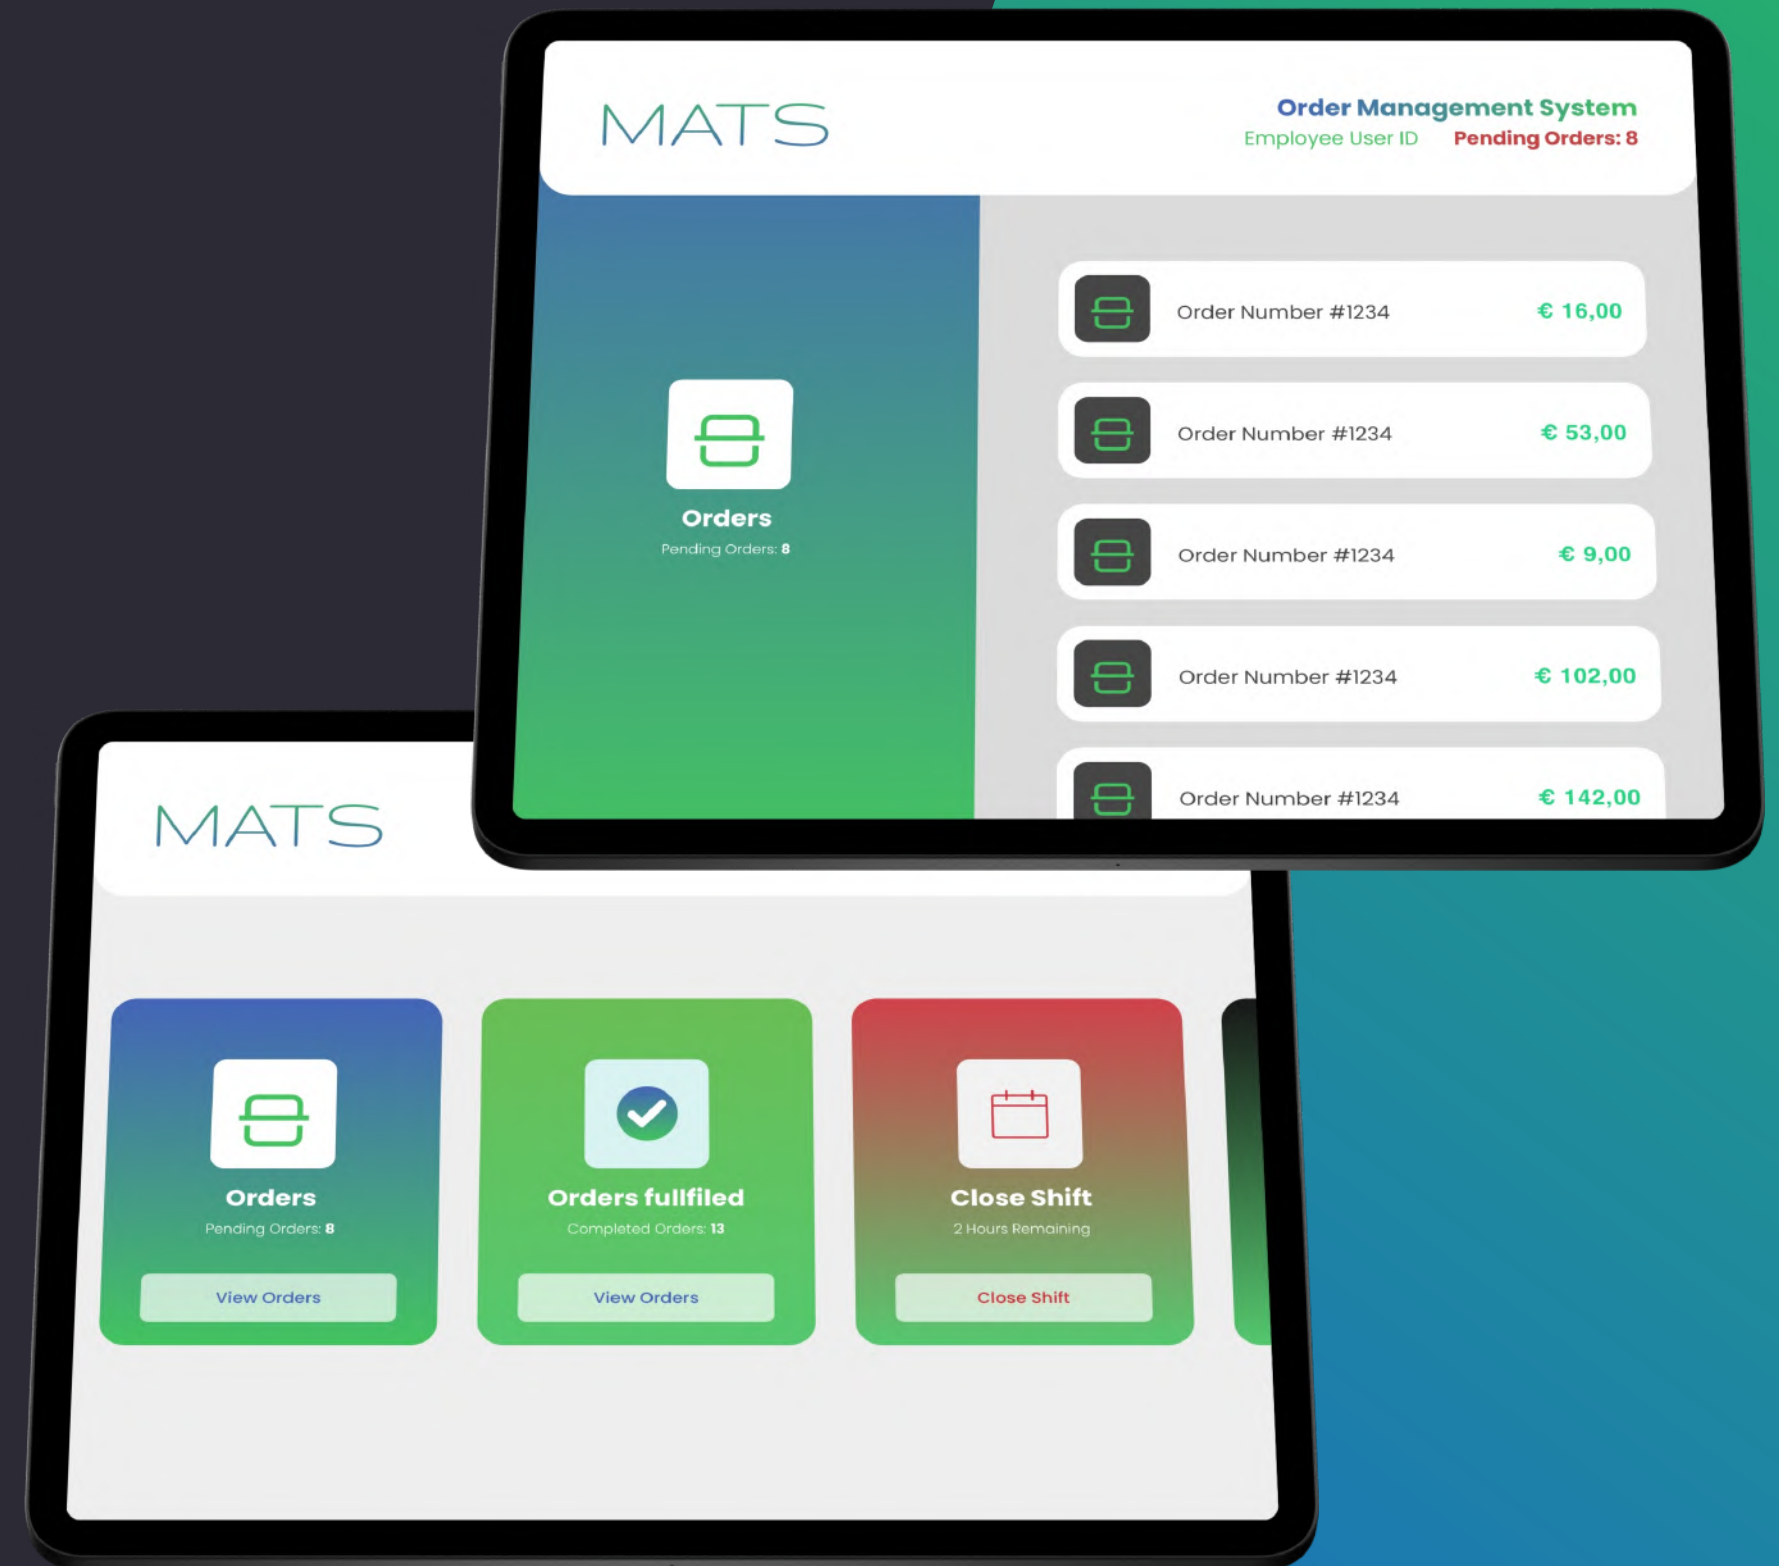 MATS
Order Management System
Employee User ID Pending Orders: 8
Orders
Pending Orders: 8
Order Number #1234 € 16,00
Order Number #1234 € 53,00
Order Number #1234 € 9,00
Order Number #1234 € 102,00
Order Number #1234 € 142,00
MATS
Orders
Pending Orders: 8
View Orders
Orders fullfiled
Completed Orders: 13
View Orders
Close Shift
2 Hours Remaining
Close Shift